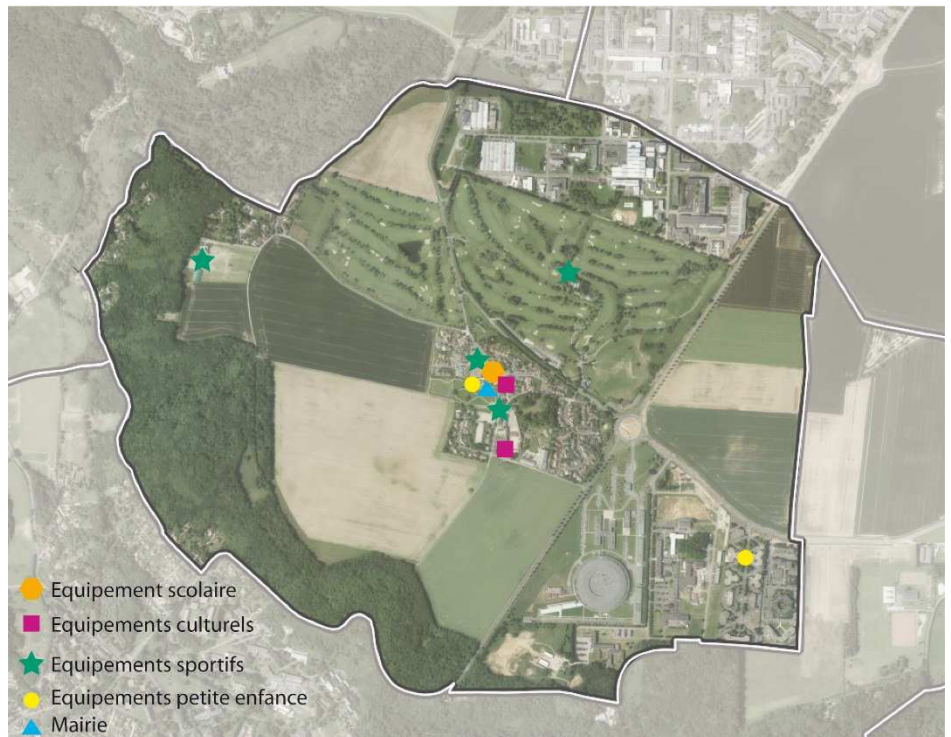 Equipement scolaire
Equipements culturels
Equipements sportifs
Equipements petite enfance
Mairie